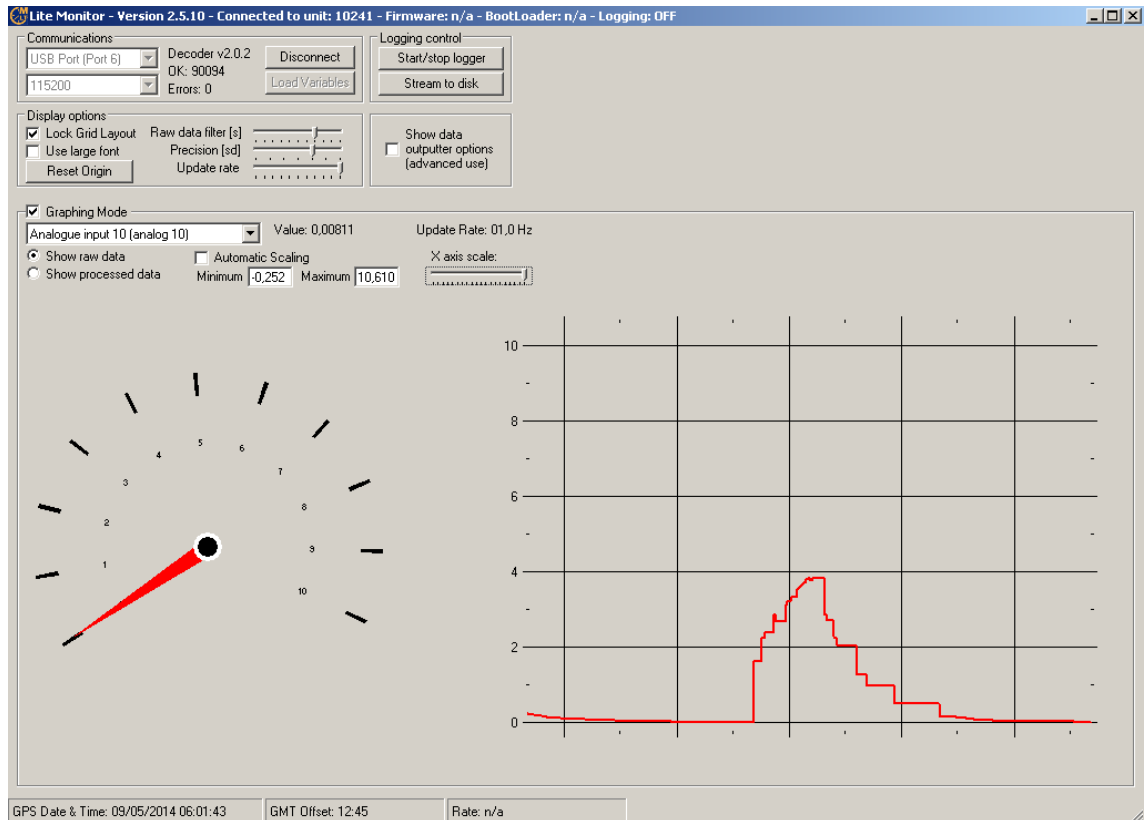 Lite Monitor - Version 2.5.10 - Connected to unit: 10241 - Firmware: n/a - BootLoader: n/a - Logging: OFF
Communications
USB Port (Port 6)
115200
Decoder v2.0.2
OK: 90094
Errors: 0
Disconnect
Load Variables
Logging control
Start/stop logger
Stream to disk
Display options
Lock Grid Layout
Use large font
Reset Origin
Raw data filter [s]
Precision [sd]
Update rate
Show data
outputter options
(advanced use)
Graphing Mode
Analogue input 10 (analog 10)
Value: 0,00811
Update Rate: 01,0 Hz
Show raw data
Show processed data
Automatic Scaling
Minimum -0,252 Maximum 10,610
X axis scale:
1
2
3
4
5
6
7
8
9
10
10
8
6
4
2
0
GPS Date & Time: 09/05/2014 06:01:43
GMT Offset: 12:45
Rate: n/a